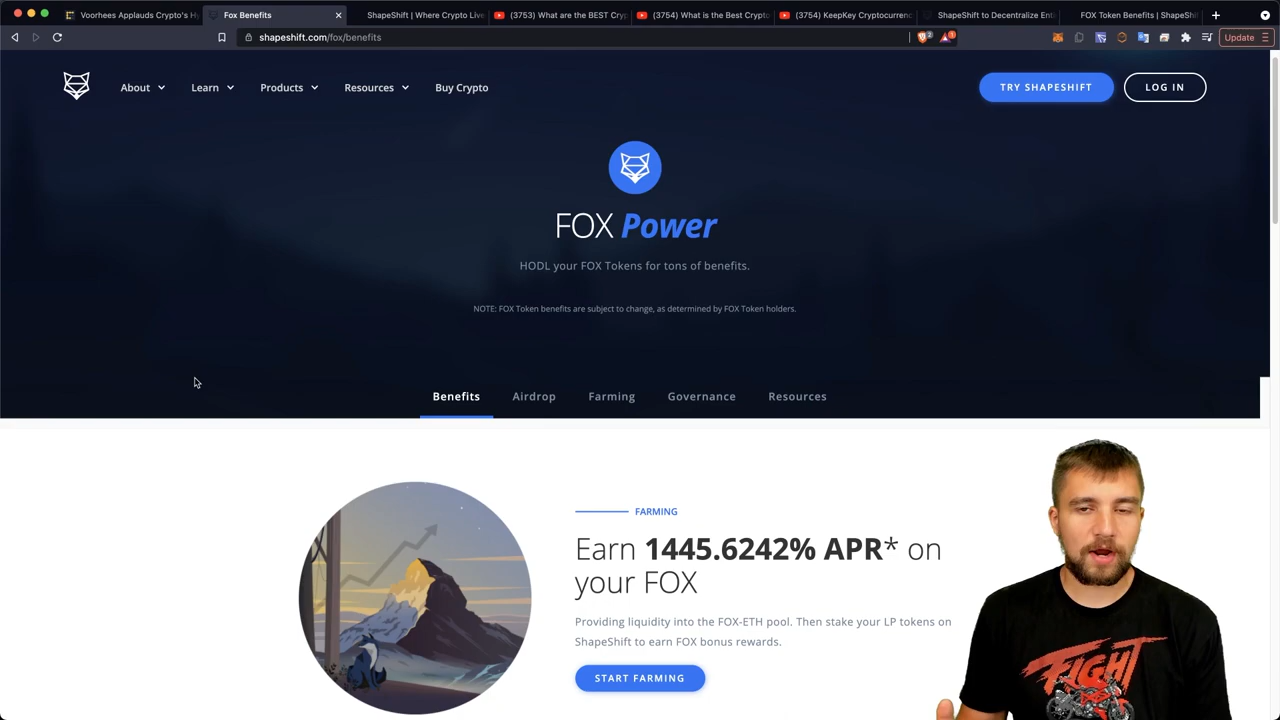 Voorhees Applauds Crypto's Hy
Fox Benefits
ShapeShift | Where Crypto Live
(3753) What are the BEST Cryp
(3754) What is the Best Crypto
(3754) KeepKey Cryptocurrenc
ShapeShift to Decentralize Enti
FOX Token Benefits | ShapeShi
shapeshift.com/fox/benefits
2
1
Update
About
Learn
Products
Resources
Buy Crypto
TRY SHAPESHIFT
LOG IN
FOX Power
HODL your FOX Tokens for tons of benefits.
NOTE: FOX Token benefits are subject to change, as determined by FOX Token holders.
Benefits
Airdrop
Farming
Governance
Resources
FARMING
Earn 1445.6242% APR* on
your FOX
Providing liquidity into the FOX-ETH pool. Then stake your LP tokens on
ShapeShift to earn FOX bonus rewards.
START FARMING
FIGHT